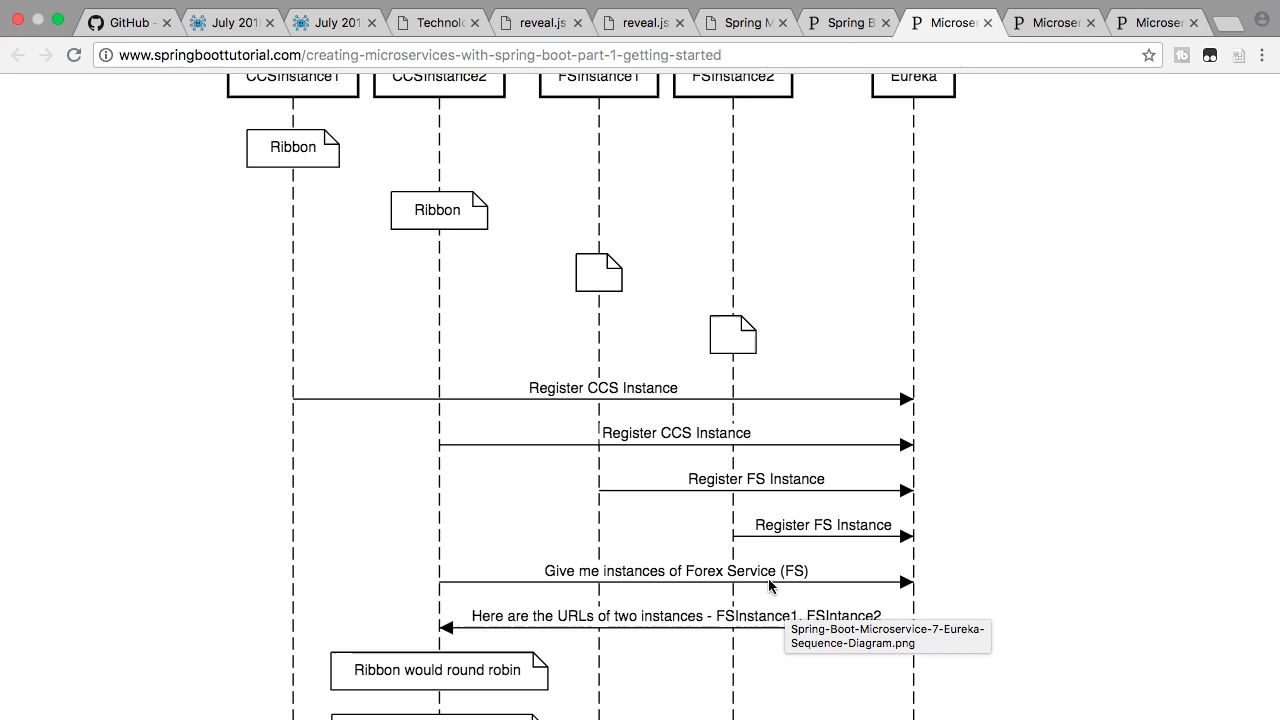 GitHub -
July 201
July 201
Technol
reveal.js
reveal.js
Spring M
Spring B
Microser
Microser
Microser
www.springboottutorial.com/creating-microservices-with-spring-boot-part-1-getting-started
CCSInstance1
CCSInstance2
FSInstance1
FSInstance2
Eureka
Ribbon
Ribbon
Register CCS Instance
Register CCS Instance
Register FS Instance
Register FS Instance
Give me instances of Forex Service (FS)
Here are the URLs of two instances - FSInstance1, FSIntance2
Spring-Boot-Microservice-7-Eureka-
Sequence-Diagram.png
Ribbon would round robin